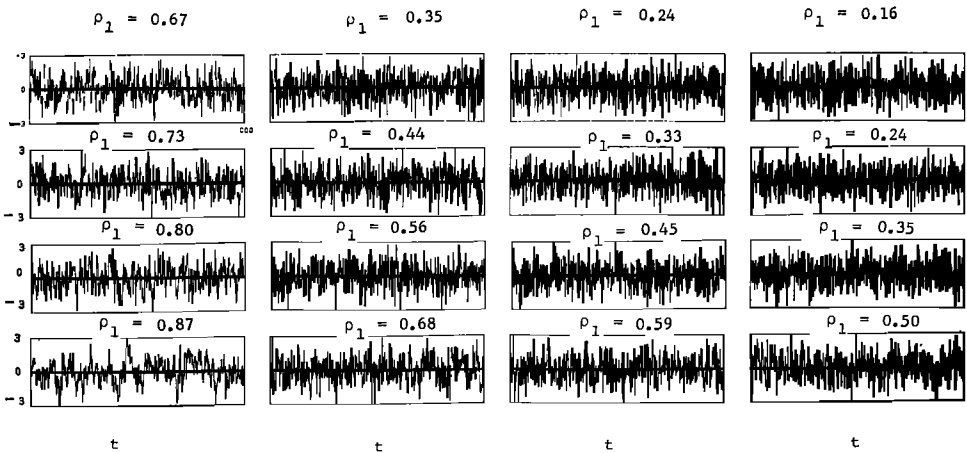 ρ1 = 0.67 ρ1 = 0.35 ρ1 = 0.24 ρ1 = 0.16
+3
0
-3
ρ1 = 0.73 ρ1 = 0.44 ρ1 = 0.33 ρ1 = 0.24
3
0
3
ρ1 = 0.80 ρ1 = 0.56 ρ1 = 0.45 ρ1 = 0.35
3
0
3
ρ1 = 0.87 ρ1 = 0.68 ρ1 = 0.59 ρ1 = 0.50
3
0
- 3
t t t t